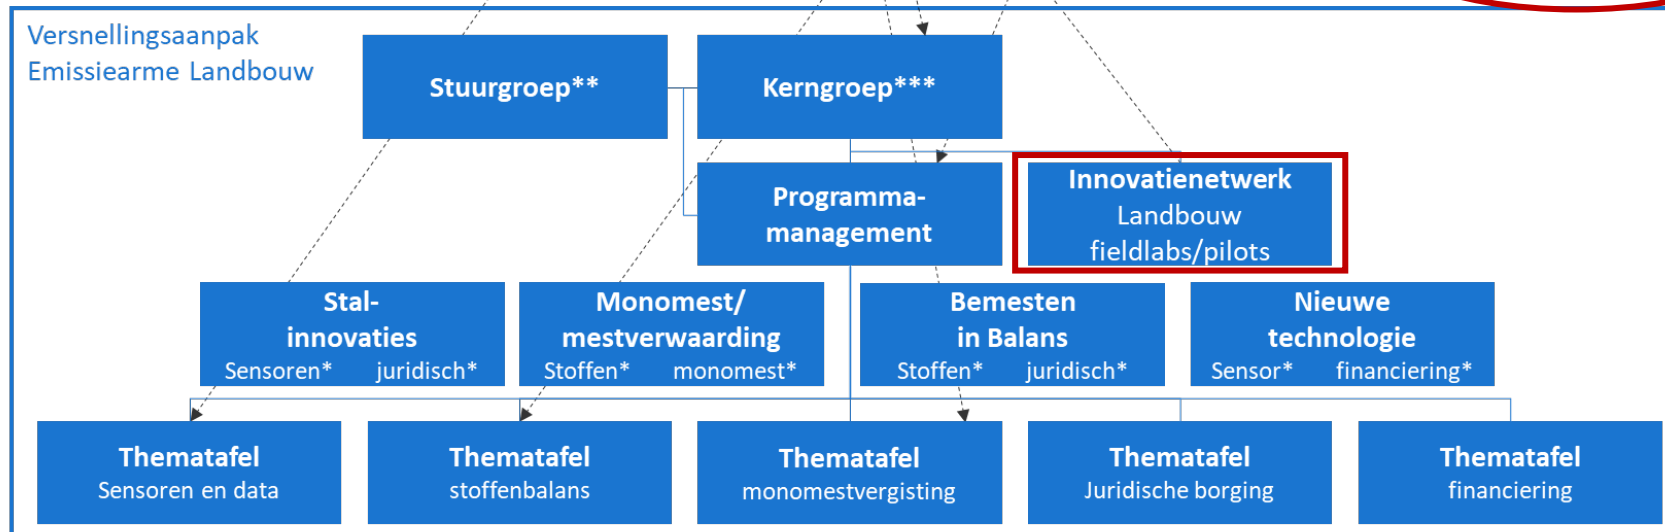 Versnellingsaanpak
Emissiearme Landbouw
Stuurgroep**
Kerngroep***
Programma-
management
Innovatienetwerk
Landbouw
fieldlabs/pilots
Stal-
innovaties
Sensoren* juridisch*
Monomest/
mestverwaarding
Stoffen* monomest*
Bemesten
in Balans
Stoffen* juridisch*
Nieuwe
technologie
Sensor* financiering*
Thematafel
Sensoren en data
Thematafel
stoffenbalans
Thematafel
monomestvergisting
Thematafel
Juridische borging
Thematafel
financiering